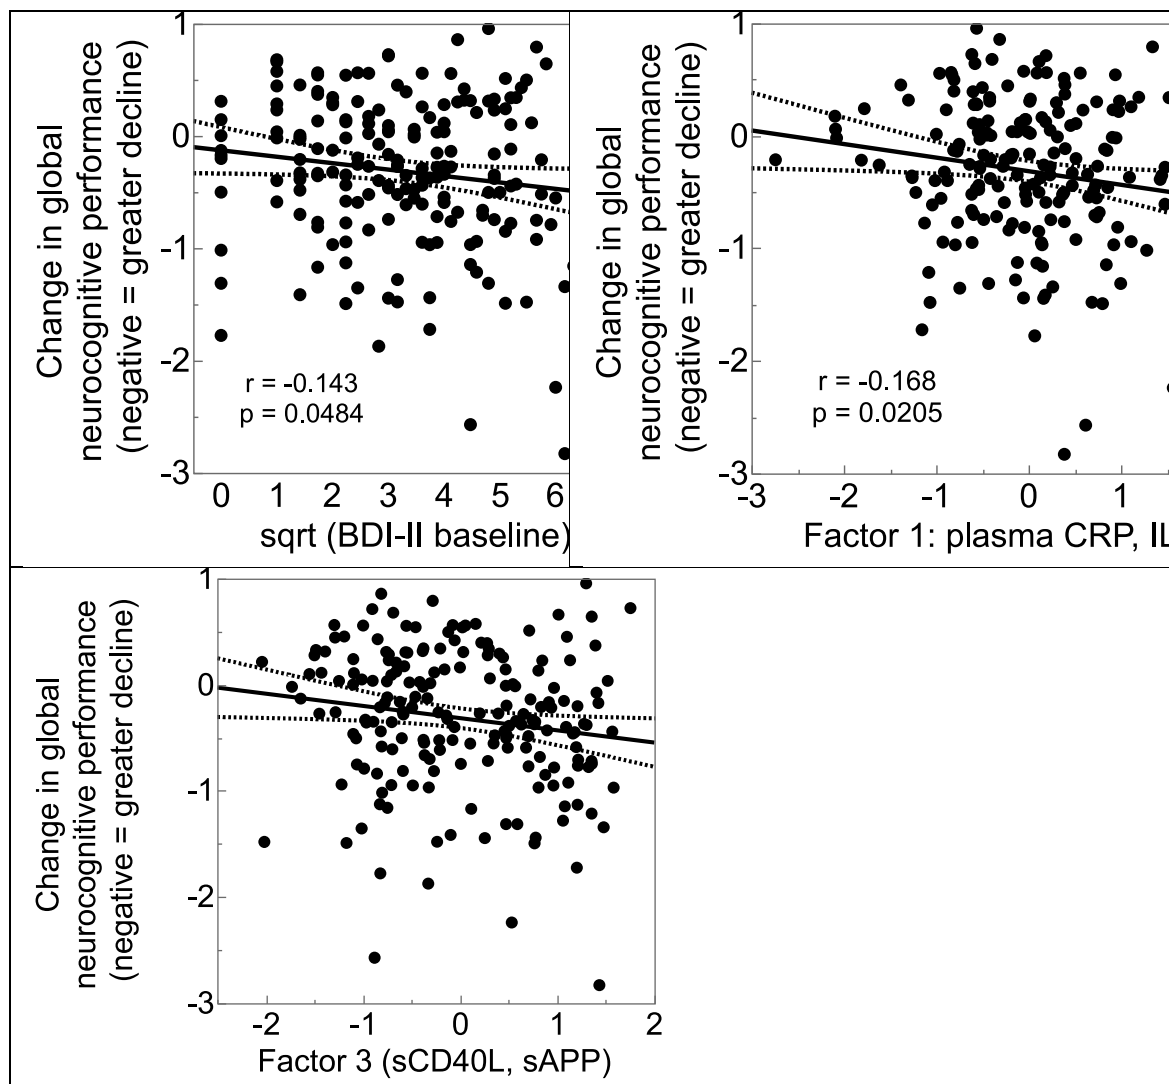 Change in global
neurocognitive performance
(negative = greater decline)
1
0
-1
-2
-3
r = -0.143
p = 0.0484
0 1 2 3 4 5 6
sqrt (BDI-II baseline)
Change in global
neurocognitive performance
(negative = greater decline)
1
0
-1
-2
-3
r = -0.168
p = 0.0205
-3 -1 0 1
Factor 1: plasma CRP, IL
Change in global
neurocognitive performance
(negative = greater decline)
1
0
-1
-2
-3
-2 -1 0 1 2
Factor 3 (sCD40L, sAPP)